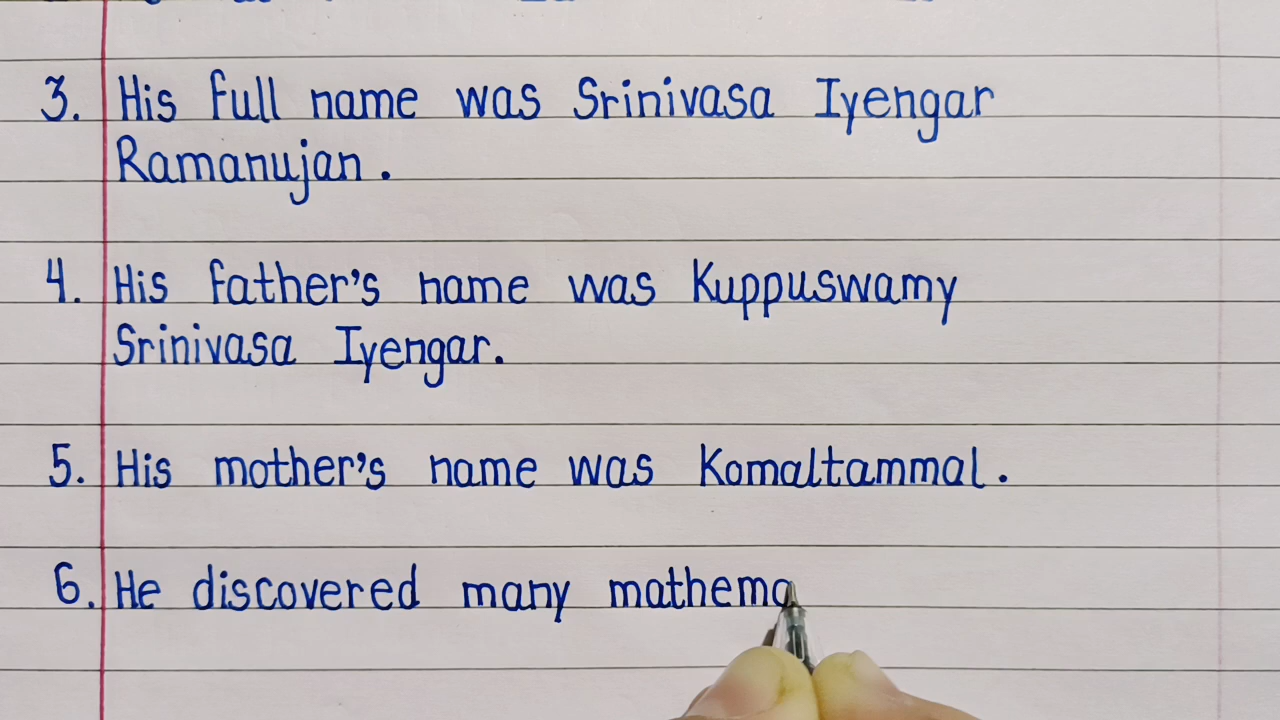 3. His full name was Srinivasa Iyengar
Ramanujan.
4. His father's name was Kuppuswamy
Srinivasa Iyengar.
5. His mother's name was Komaltammal.
6. He discovered many mathema